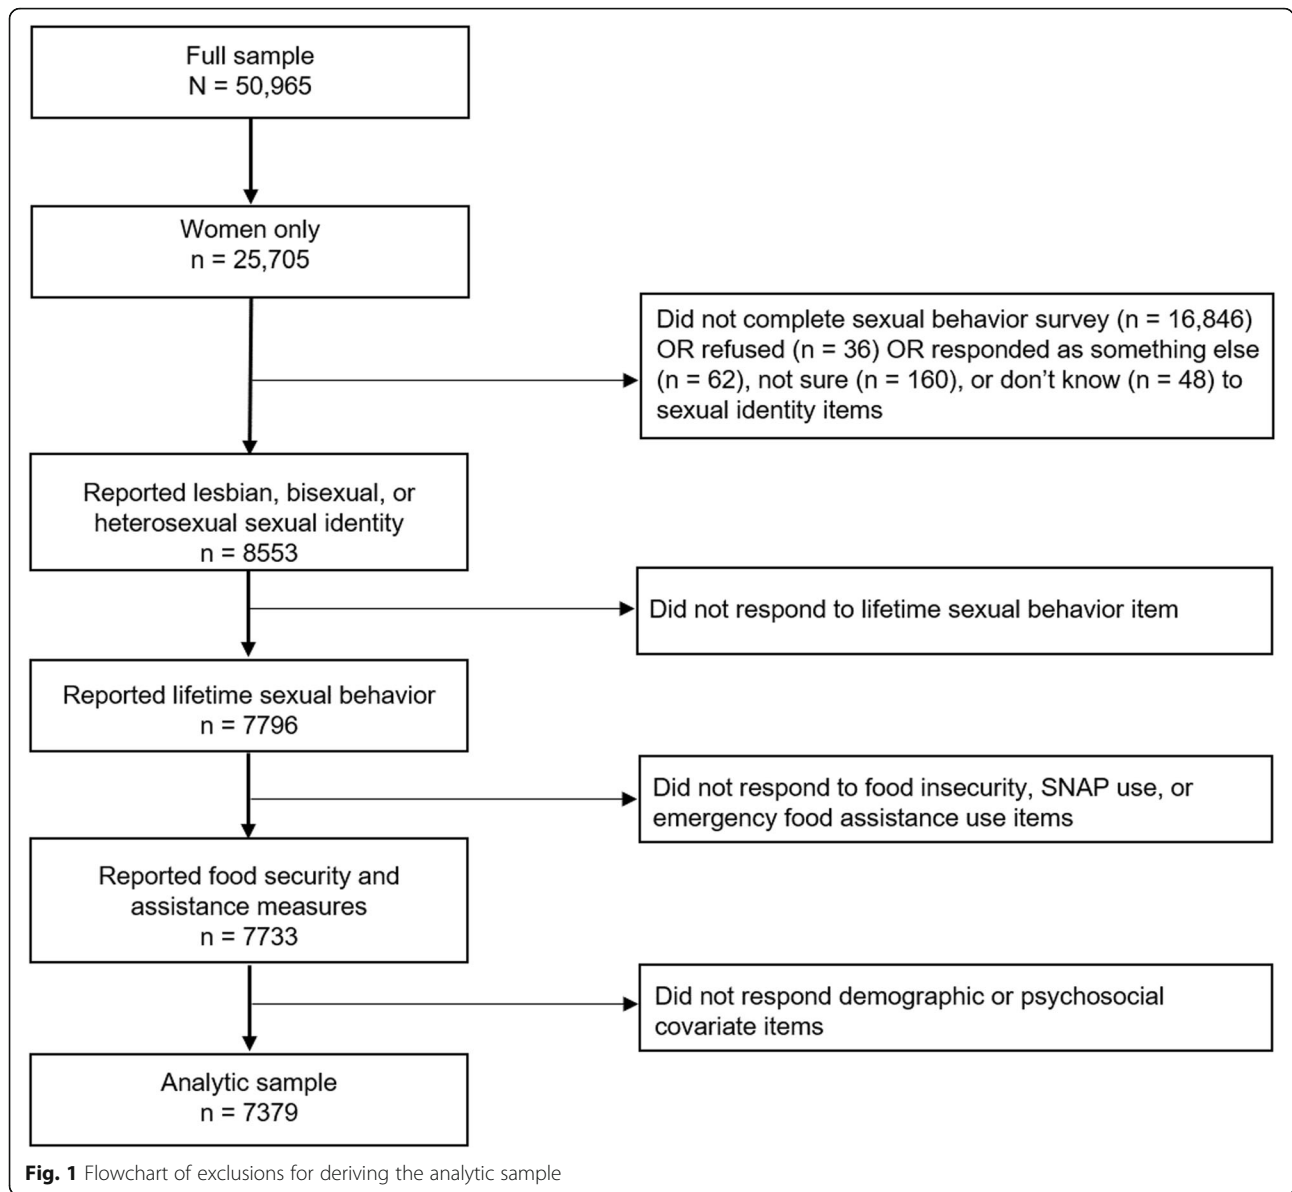 Full sample
N = 50,965
Women only
n = 25,705
Did not complete sexual behavior survey (n = 16,846)
OR refused (n = 36) OR responded as something else
(n = 62), not sure (n = 160), or don’t know (n = 48) to
sexual identity items
Reported lesbian, bisexual, or
heterosexual sexual identity
n = 8553
Did not respond to lifetime sexual behavior item
Reported lifetime sexual behavior
n = 7796
Did not respond to food insecurity, SNAP use, or
emergency food assistance use items
Reported food security and
assistance measures
n = 7733
Did not respond demographic or psychosocial
covariate items
Analytic sample
n = 7379
Fig. 1 Flowchart of exclusions for deriving the analytic sample